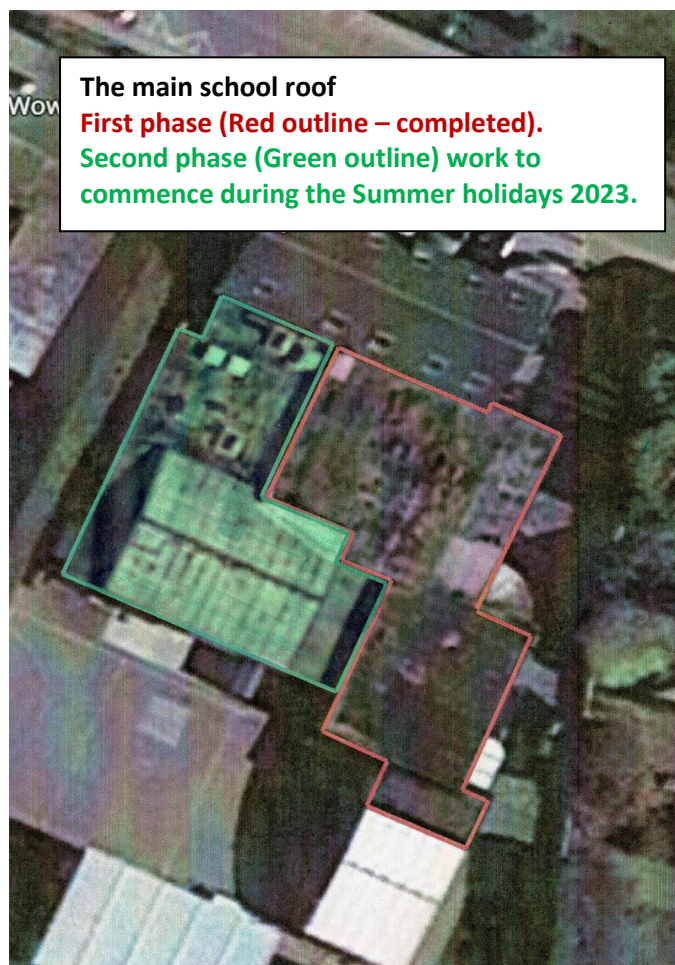 The main school roof
First phase (Red outline – completed).
Second phase (Green outline) work to
commence during the Summer holidays 2023.
Wow